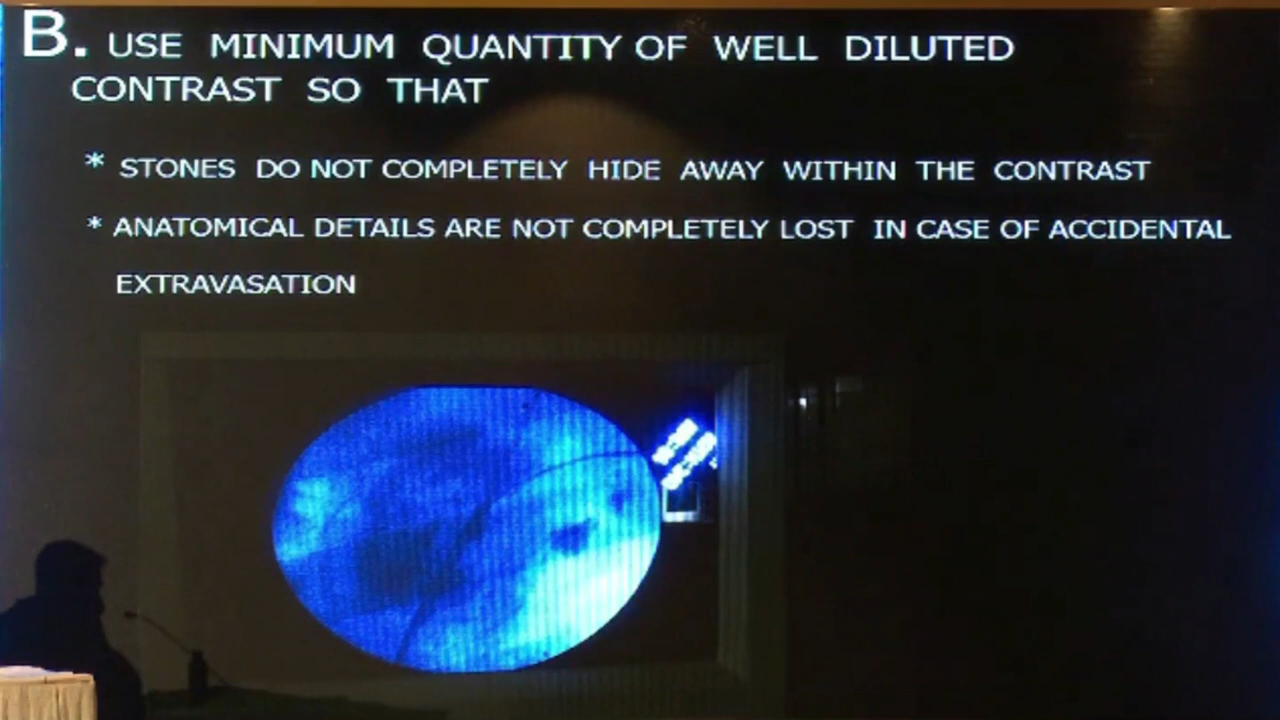 B. USE MINIMUM QUANTITY OF WELL DILUTED
CONTRAST SO THAT
* STONES DO NOT COMPLETELY HIDE AWAY WITHIN THE CONTRAST
* ANATOMICAL DETAILS ARE NOT COMPLETELY LOST IN CASE OF ACCIDENTAL
EXTRAVASATION